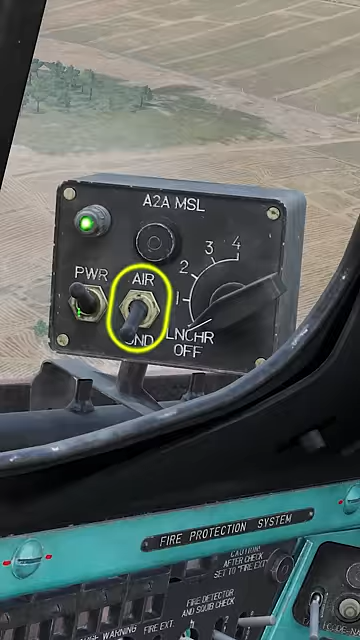 A2A MSL
PWR
AIR
GND
1
2
3
4
LNCHR
OFF
FIRE PROTECTION SYSTEM
CAUTION!
AFTER CHECK
SET TO "FIRE EXT"
FIRE DETECTOR
AND SQUIB CHECK
WARNING
FIRE EXT.